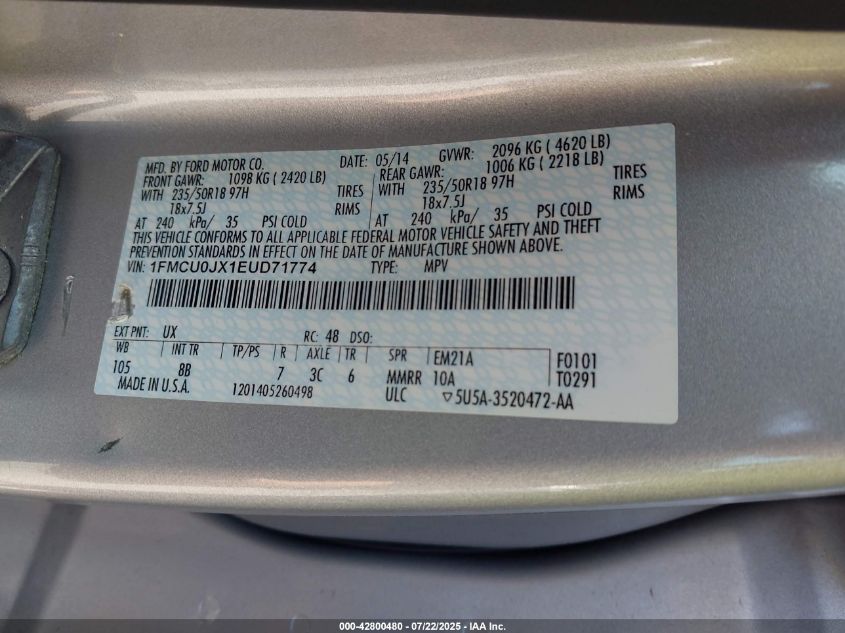 MFD. BY FORD MOTOR CO. DATE: 05/14 GVWR: 2096 KG ( 4620 LB)
FRONT GAWR: 1098 KG ( 2420 LB) REAR GAWR: 1006 KG ( 2218 LB)
WITH 235/50R18 97H TIRES WITH 235/50R18 97H TIRES
18x7.5J RIMS 18x7.5J RIMS
AT 240 kPa/ 35 PSI COLD AT 240 kPa/ 35 PSI COLD
THIS VEHICLE CONFORMS TO ALL APPLICABLE FEDERAL MOTOR VEHICLE SAFETY AND THEFT
PREVENTION STANDARDS IN EFFECT ON THE DATE OF MANUFACTURE SHOWN ABOVE.
VIN: 1FMCU0JX1EUD71774 TYPE: MPV
EXT PNT: UX RC: 48 DSO:
WB INT TR TP/PS R AXLE TR SPR EM21A F0101
105 8B 7 3C 6 MMRR 10A T0291
MADE IN U.S.A. 1201405260498 ULC ▽5U5A-3520472-AA
000-42800480 - 07/22/2025 - IAA Inc.